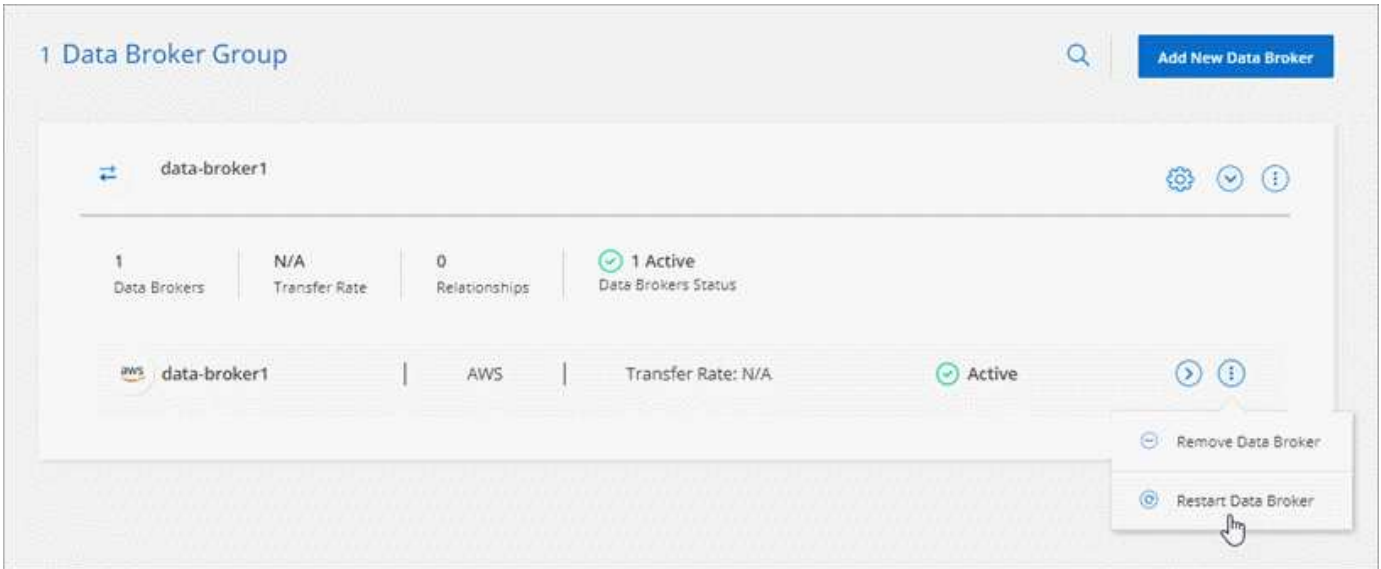 1 Data Broker Group
Add New Data Broker
data-broker1
1
Data Brokers
N/A
Transfer Rate
0
Relationships
1 Active
Data Brokers Status
aws
data-broker1
AWS
Transfer Rate: N/A
Active
Remove Data Broker
Restart Data Broker